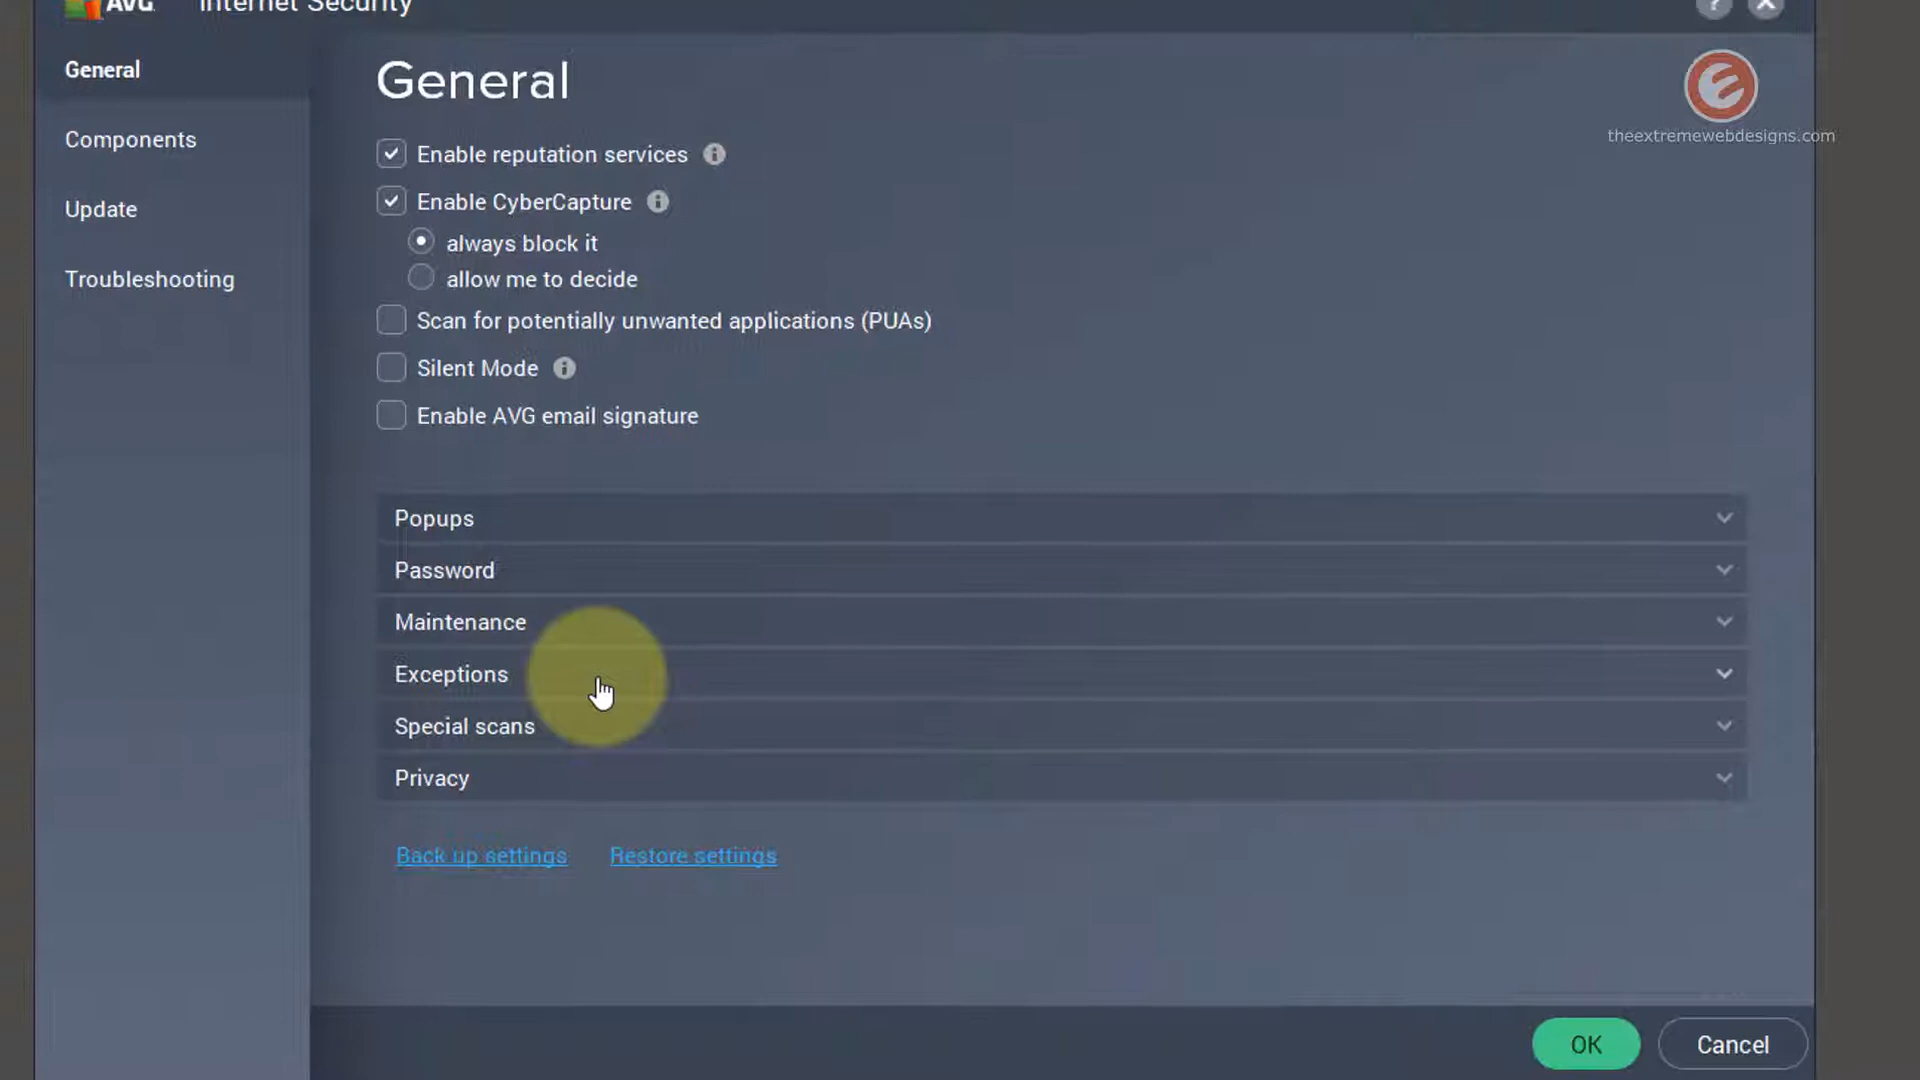 AVG Internet Security
General
Components
Update
Troubleshooting
General
Enable reputation services
Enable CyberCapture
always block it
allow me to decide
Scan for potentially unwanted applications (PUAs)
Silent Mode
Enable AVG email signature
Popups
Password
Maintenance
Exceptions
Special scans
Privacy
Back up settings Restore settings
OK Cancel
theextremewebdesigns.com